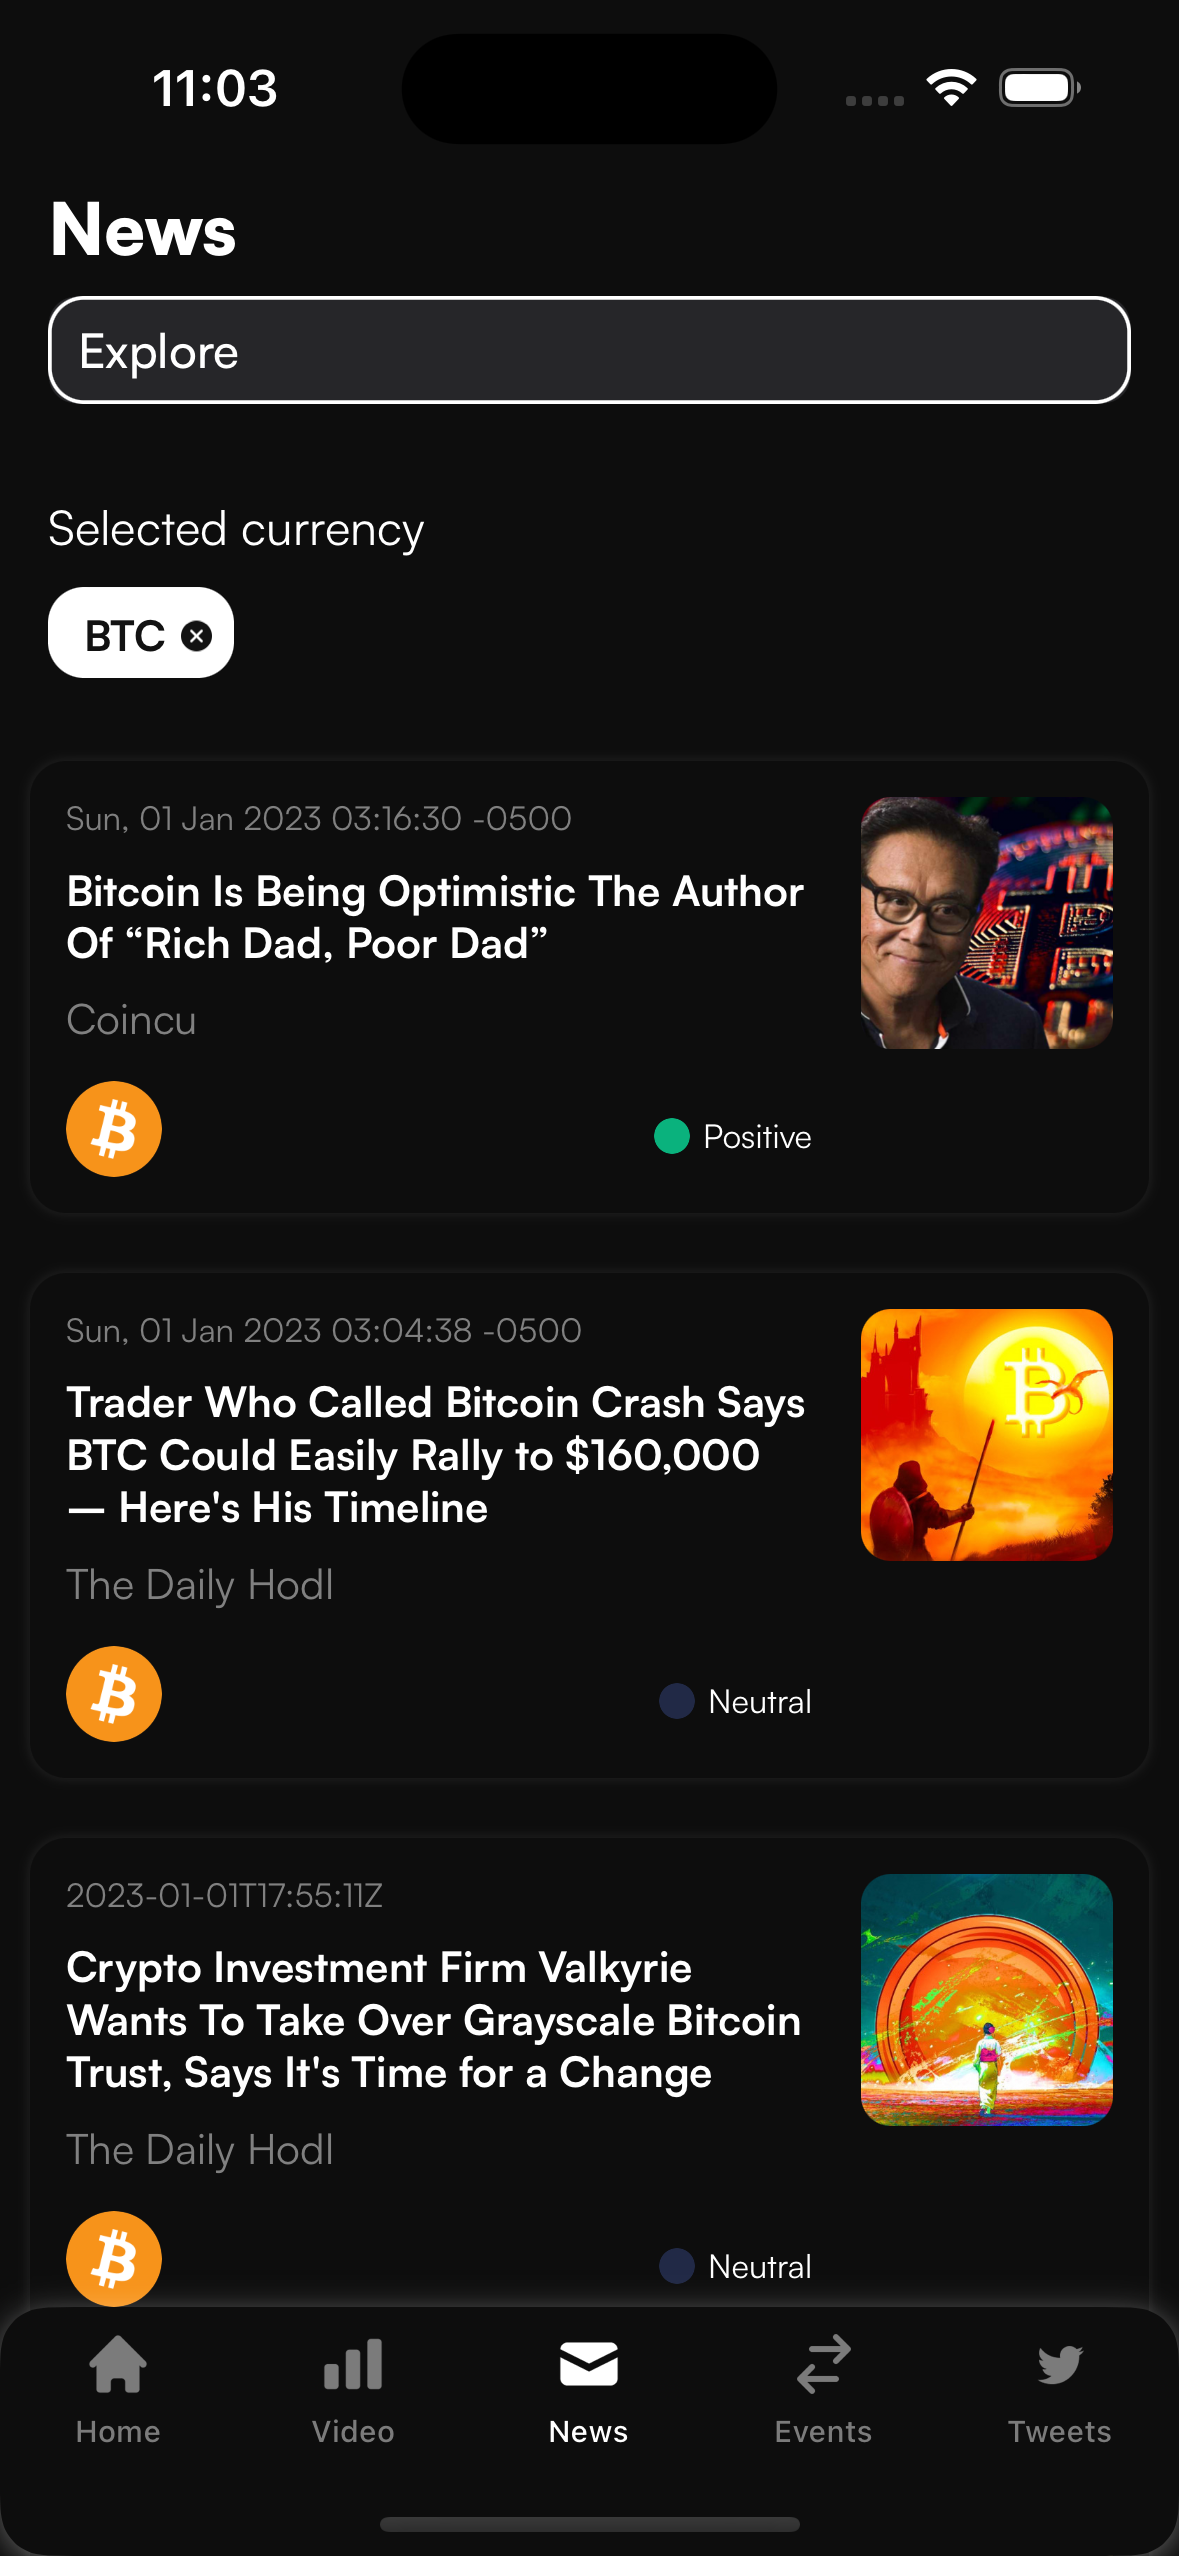 11:03
News
Explore
Selected currency
BTC
Sun, 01 Jan 2023 03:16:30 -0500
Bitcoin Is Being Optimistic The Author
Of “Rich Dad, Poor Dad”
Coincu
Positive
Sun, 01 Jan 2023 03:04:38 -0500
Trader Who Called Bitcoin Crash Says
BTC Could Easily Rally to $160,000
— Here's His Timeline
The Daily Hodl
Neutral
2023-01-01T17:55:11Z
Crypto Investment Firm Valkyrie
Wants To Take Over Grayscale Bitcoin
Trust, Says It's Time for a Change
The Daily Hodl
Neutral
Home
Video
News
Events
Tweets